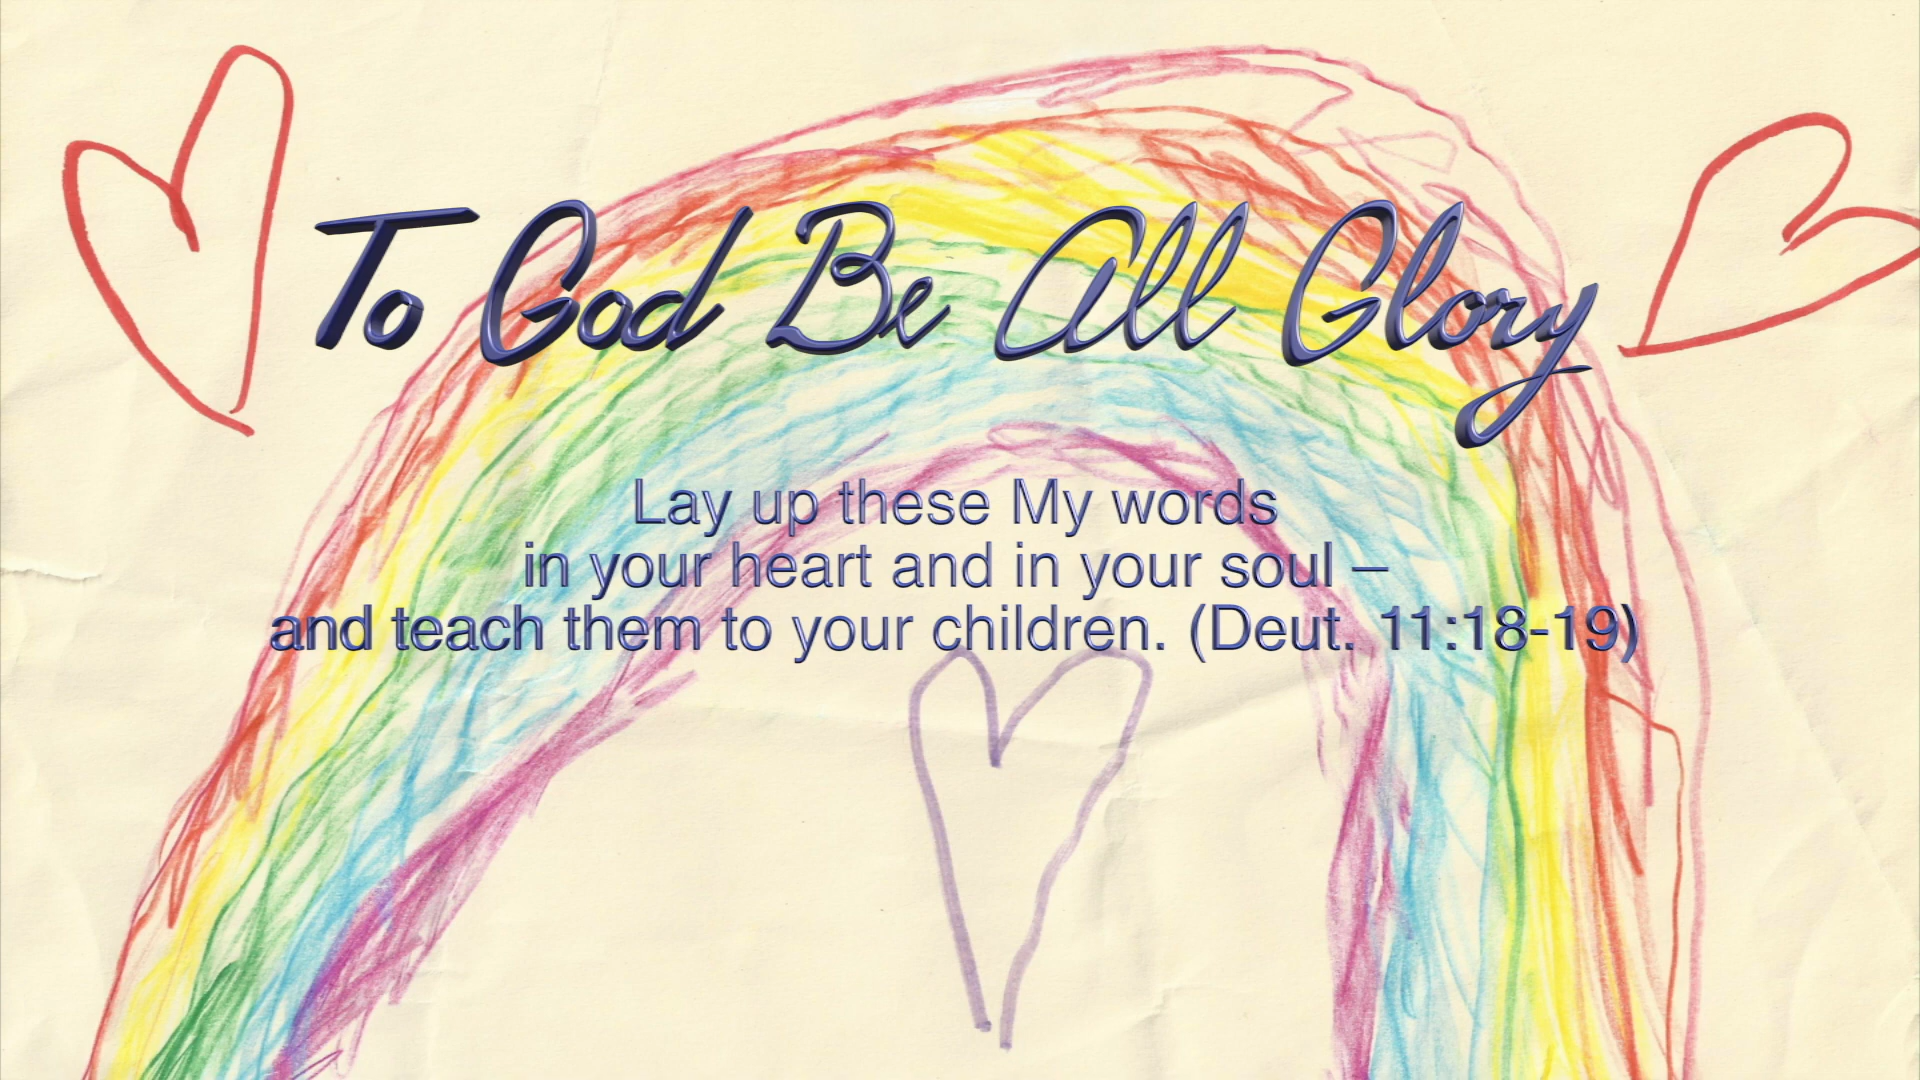 To God Be All Glory
Lay up these My words
in your heart and in your soul –
and teach them to your children. (Deut. 11:18-19)